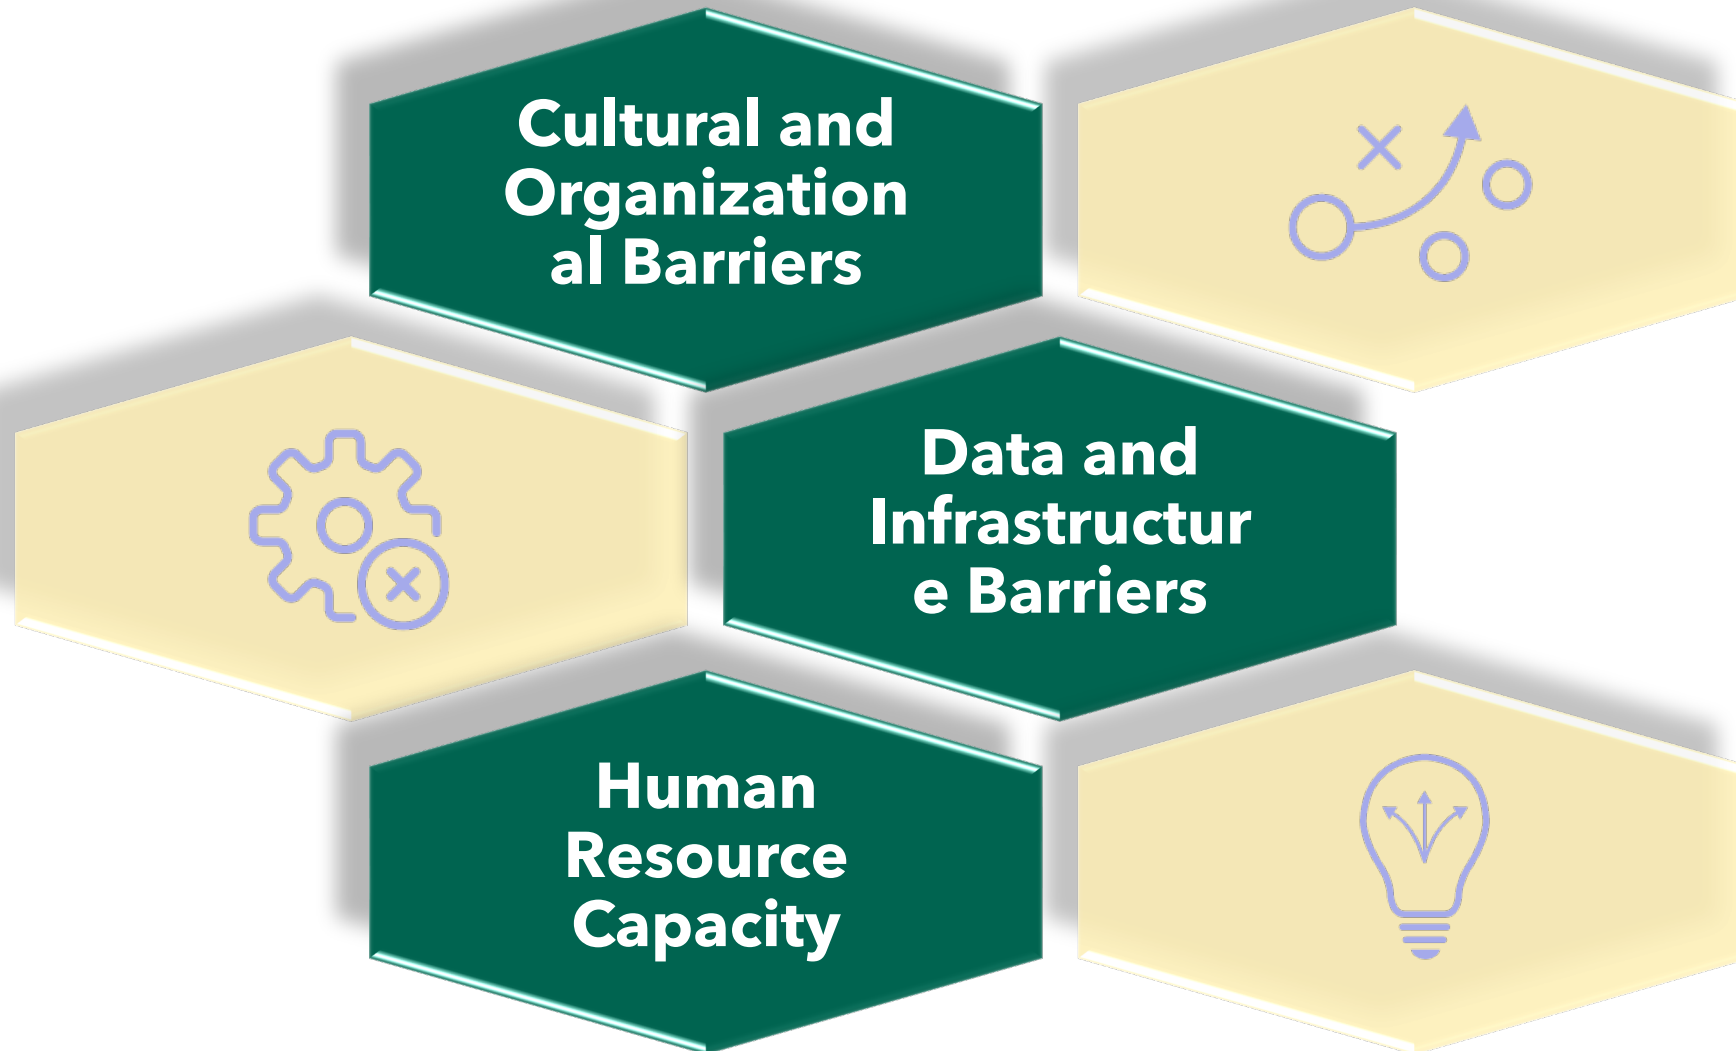 Cultural and
Organization
al Barriers
Data and
Infrastructur
e Barriers
Human
Resource
Capacity